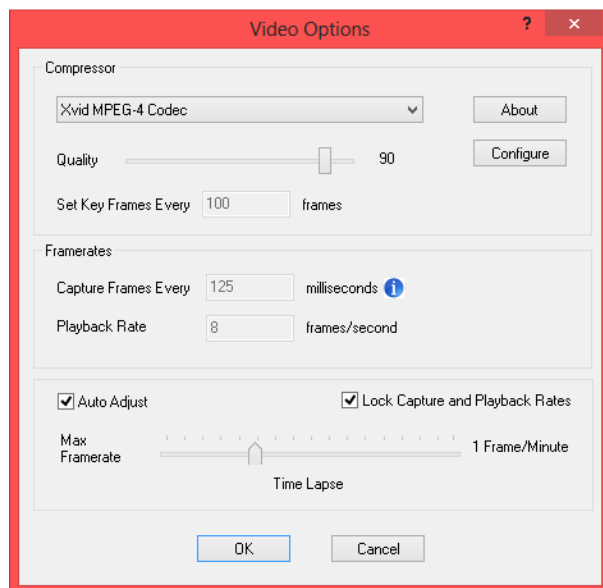 Video Options ? ×
Compressor
Xvid MPEG-4 Codec About
Quality 90 Configure
Set Key Frames Every 100 frames
Framerates
Capture Frames Every 125 milliseconds i
Playback Rate 8 frames/second
Auto Adjust Lock Capture and Playback Rates
Max
Framerate 1 Frame/Minute
Time Lapse
OK Cancel